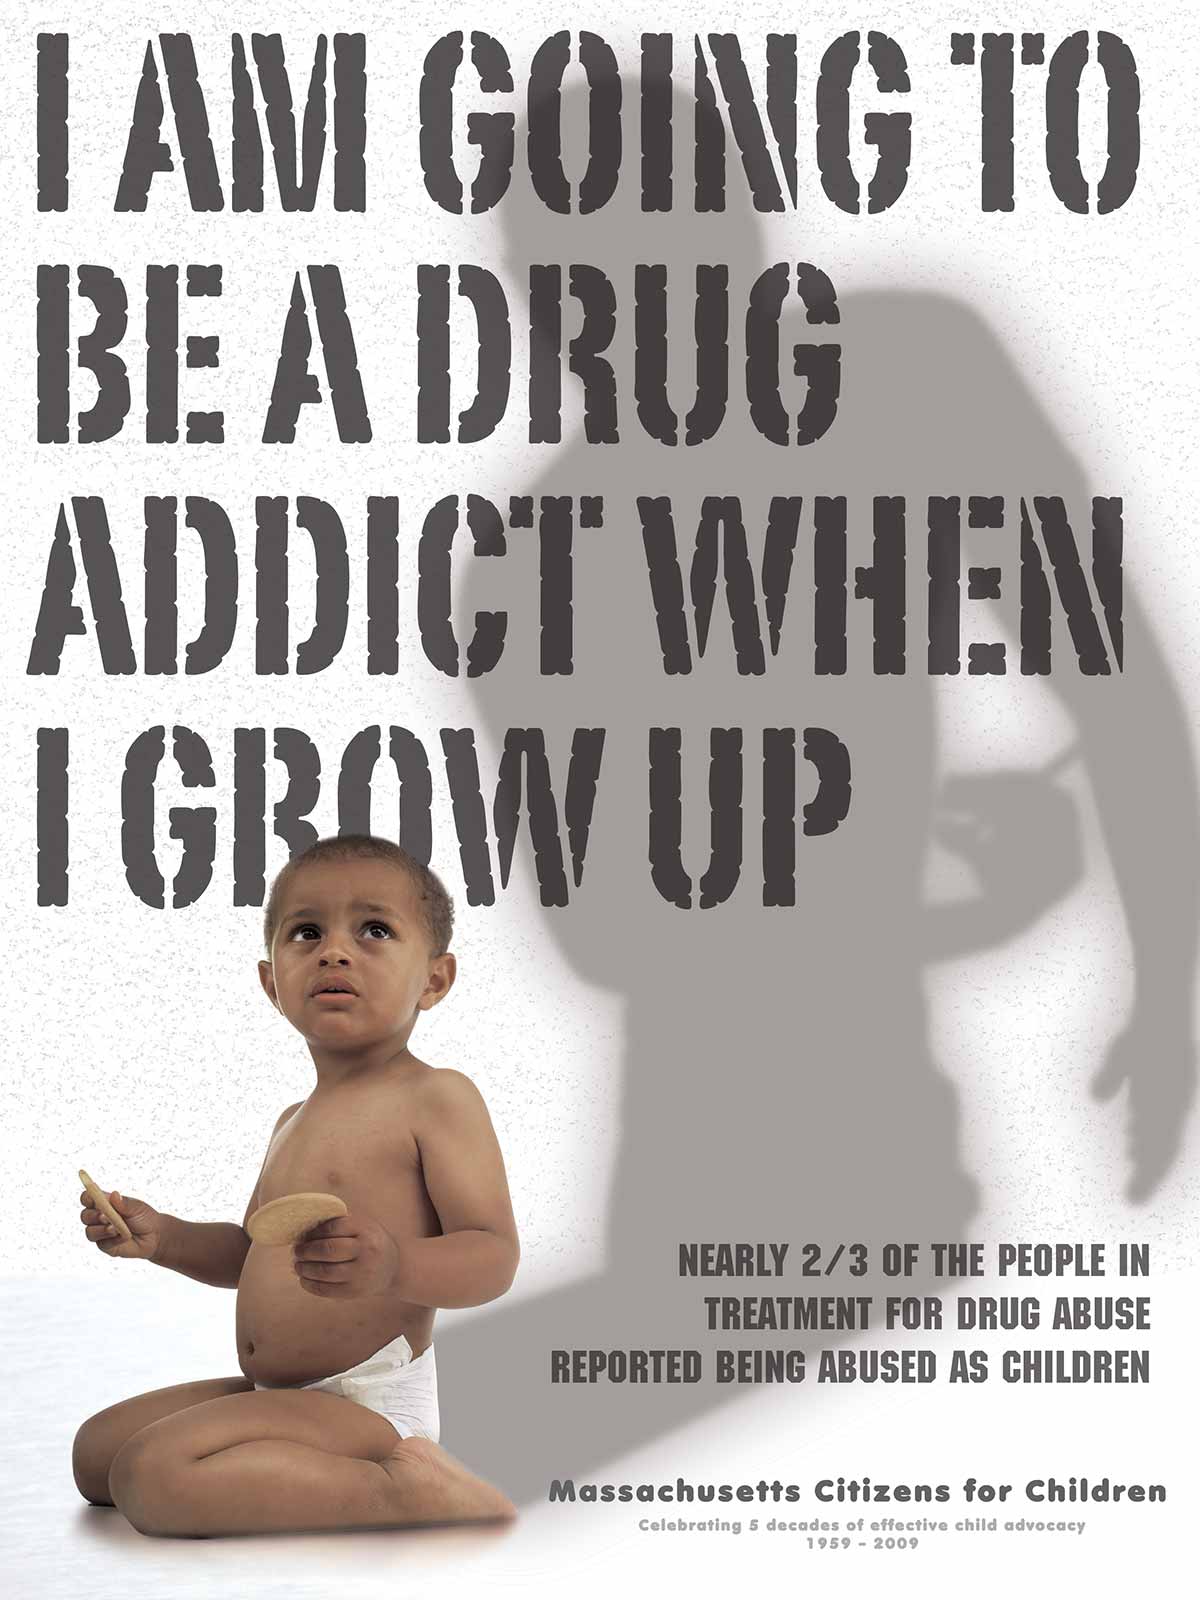 I AM GOING TO
BE A DRUG
ADDICT WHEN
I GROW UP
NEARLY 2/3 OF THE PEOPLE IN
TREATMENT FOR DRUG ABUSE
REPORTED BEING ABUSED AS CHILDREN
Massachusetts Citizens for Children
Celebrating 5 decades of effective child advocacy
1959 - 2009